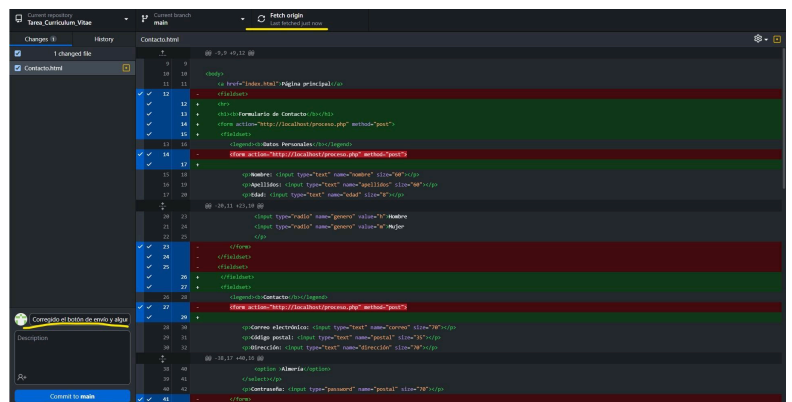 Current repository
Tarea_Curriculum_Vitae
Current branch
main
Fetch origin
Last fetched just now
Changes 1
History
Contacto.html
1 changed file
Contacto.html
@@ -9,9 +9,12 @@
9 9
10 10 <body>
11 11 <a href="index.html">Página principal</a>
12 - <fieldset>
12 + <hr>
13 + <h1><b>Formulario de Contacto</b></h1>
14 + <form action="http://localhost/proceso.php" method="post">
15 + <fieldset>
13 16 <legend><b>Datos Personales</b></legend>
14 - <form action="http://localhost/proceso.php" method="post">
17 +
15 18 <p>Nombre: <input type="text" name="nombre" size="60"></p>
16 19 <p>Apellidos: <input type="text" name="apellidos" size="60"></p>
17 20 <p>Edad: <input type="text" name="edad" size="8"></p>
@@ -20,11 +23,10 @@
20 23 <input type="radio" name="genero" value="h">Hombre
21 24 <input type="radio" name="genero" value="m">Mujer
22 25 </p>
23 - </form>
24 - </fieldset>
25 - <fieldset>
26 + </fieldset>
27 + <fieldset>
26 28 <legend><b>Contacto</b></legend>
27 - <form action="http://localhost/proceso.php" method="post">
29 +
28 30 <p>Correo electrónico: <input type="text" name="correo" size="70"></p>
29 31 <p>Código postal: <input type="text" name="postal" size="35"></p>
30 32 <p>Dirección: <input type="text" name="dirección" size="70"></p>
@@ -38,17 +40,18 @@
38 40 <option >Almería</option>
39 41 </select></p>
40 42 <p>Contraseña: <input type="password" name="postal" size="70"></p>
41 - </form>
Corregido el botón de envío y algur
Description
Commit to main